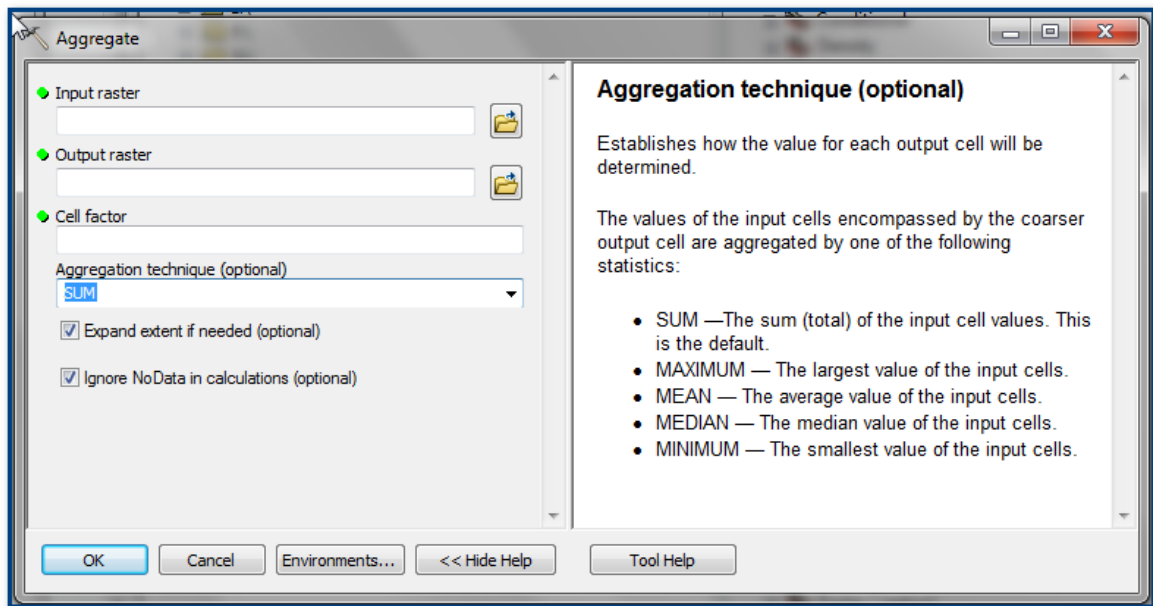 Aggregate
Input raster
Output raster
Cell factor
Aggregation technique (optional)
SUM
Expand extent if needed (optional)
Ignore NoData in calculations (optional)
Aggregation technique (optional)
Establishes how the value for each output cell will be
determined.
The values of the input cells encompassed by the coarser
output cell are aggregated by one of the following
statistics:
• SUM —The sum (total) of the input cell values. This
is the default.
• MAXIMUM — The largest value of the input cells.
• MEAN — The average value of the input cells.
• MEDIAN — The median value of the input cells.
• MINIMUM — The smallest value of the input cells.
OK
Cancel
Environments...
<< Hide Help
Tool Help